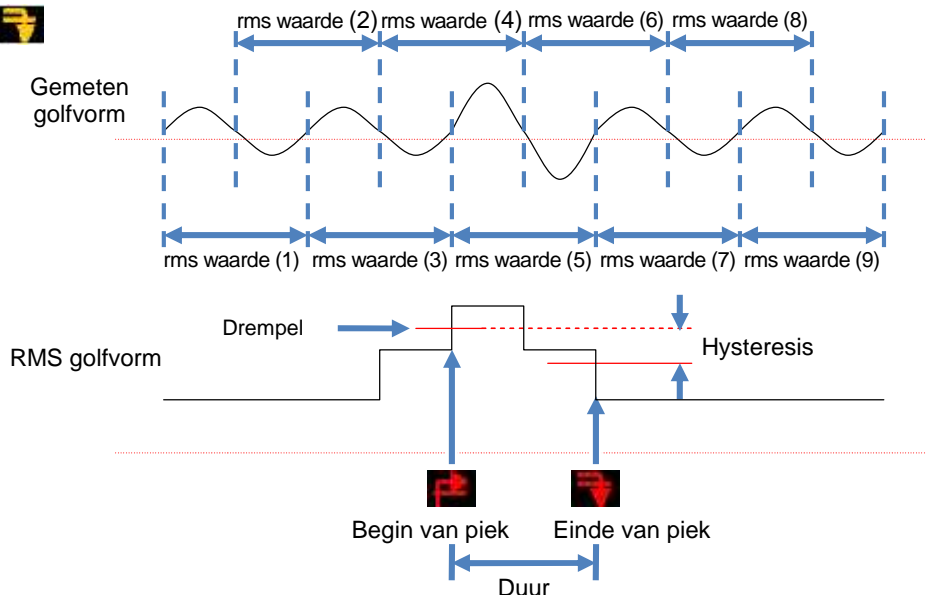 rms waarde (2) rms waarde (4) rms waarde (6) rms waarde (8)
Gemeten
golfvorm
rms waarde (1) rms waarde (3) rms waarde (5) rms waarde (7) rms waarde (9)
Drempel
Hysteresis
RMS golfvorm
Begin van piek Einde van piek
Duur